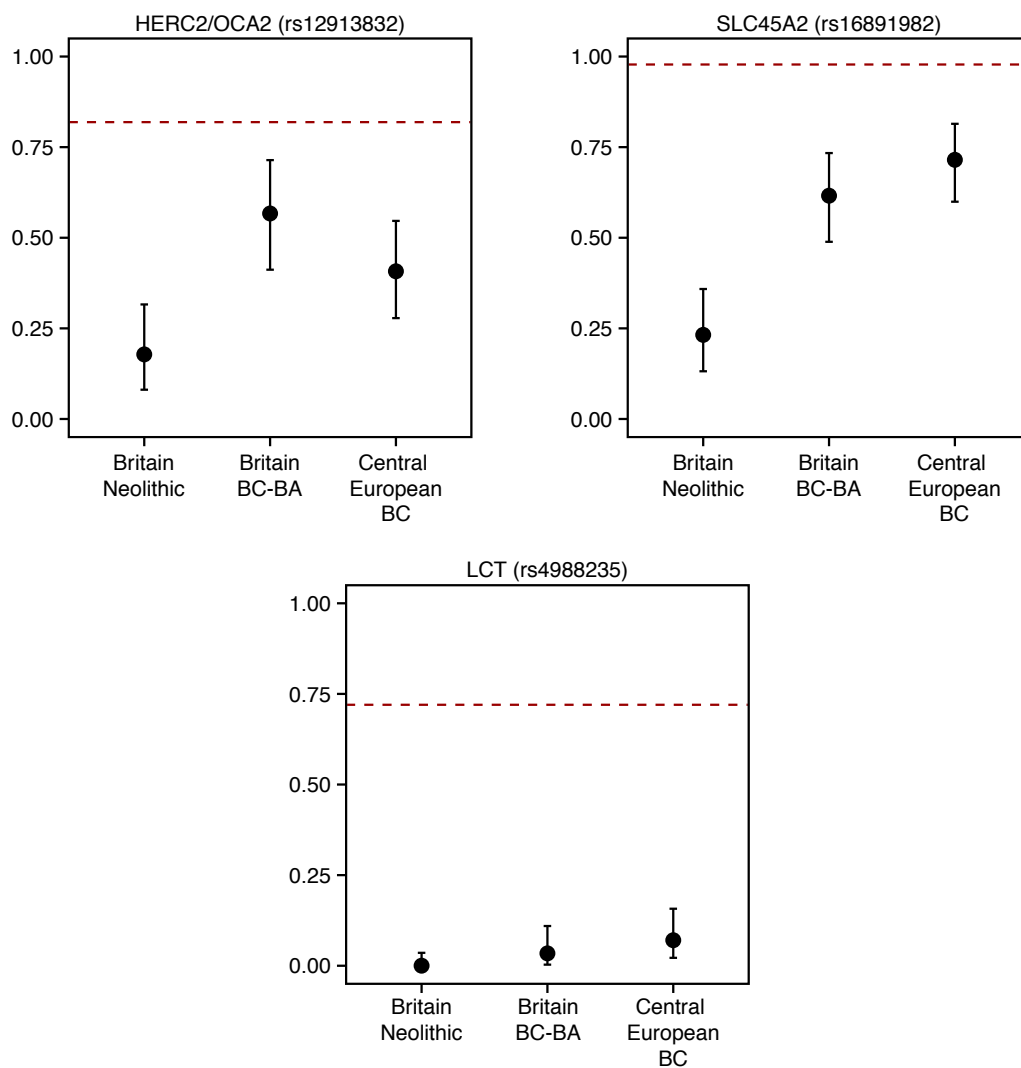 HERC2/OCA2 (rs12913832)
1.00
0.75
0.50
0.25
0.00
Britain
Neolithic
Britain
BC-BA
Central
European
BC
SLC45A2 (rs16891982)
1.00
0.75
0.50
0.25
0.00
Britain
Neolithic
Britain
BC-BA
Central
European
BC
LCT (rs4988235)
1.00
0.75
0.50
0.25
0.00
Britain
Neolithic
Britain
BC-BA
Central
European
BC